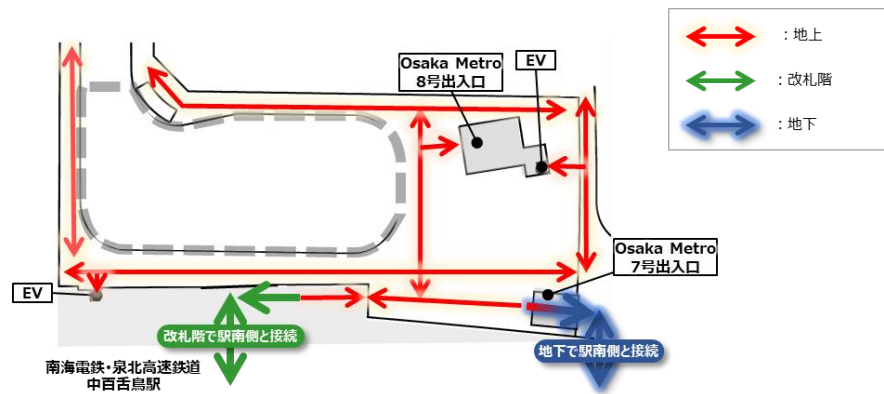 ：地上
：改札階
：地下
Osaka Metro
8号出入口
EV
Osaka Metro
7号出入口
EV
改札階で駅南側と接続
地下で駅南側と接続
南海電鉄・泉北高速鉄道
中百舌鳥駅